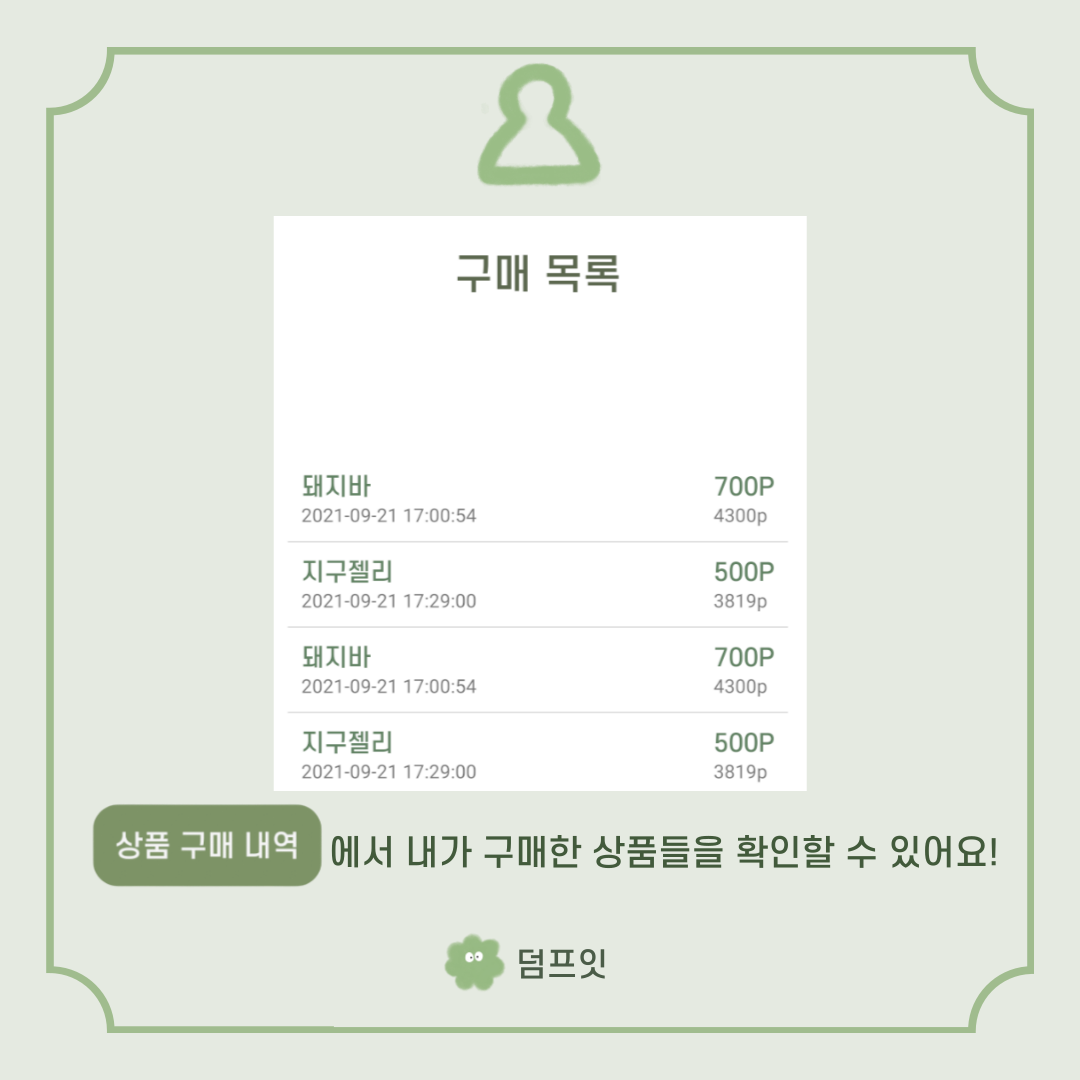 구매 목록
돼지바 700P
2021-09-21 17:00:54 4300p
지구젤리 500P
2021-09-21 17:29:00 3819p
돼지바 700P
2021-09-21 17:00:54 4300p
지구젤리 500P
2021-09-21 17:29:00 3819p
상품 구매 내역 에서 내가 구매한 상품들을 확인할 수 있어요!
덤프잇